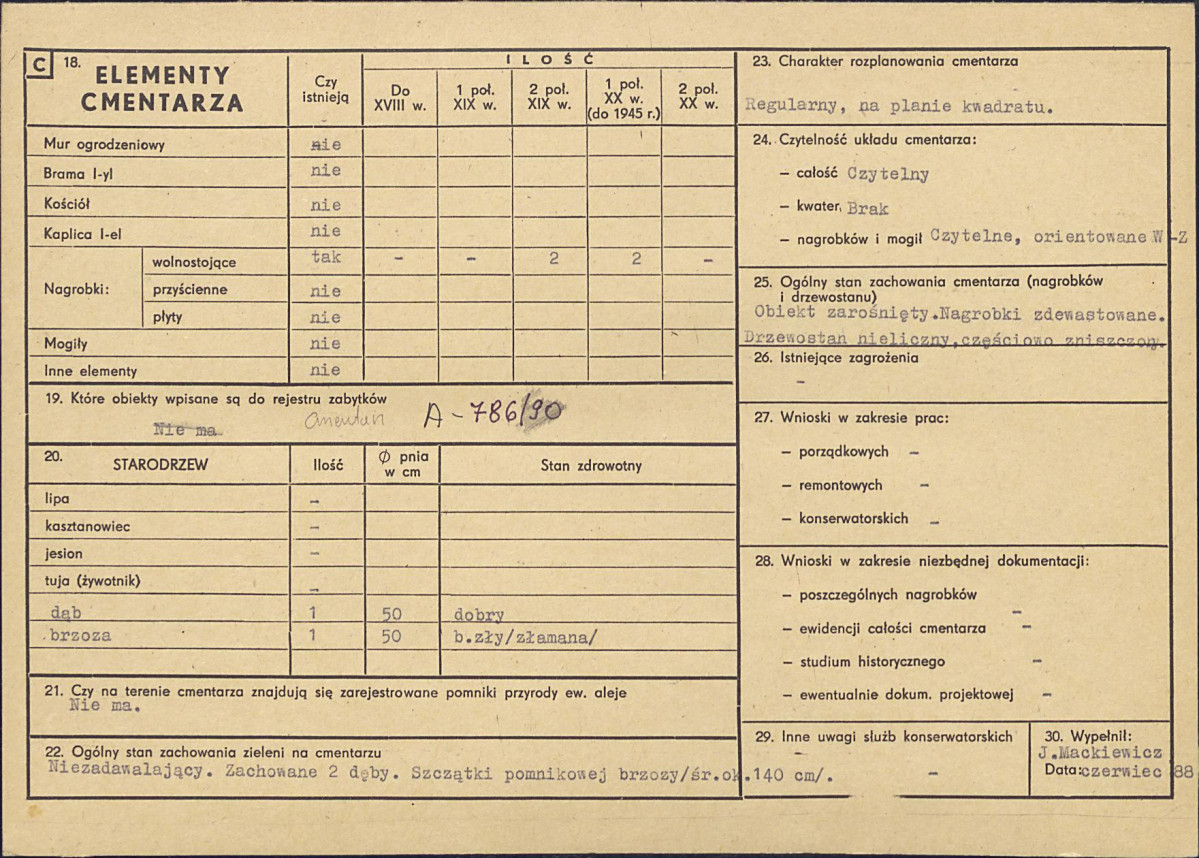 C 18. ELEMENTY CMENTARZA
Czy istnieją
ILOŚĆ
Do XVIII w.
1 poł. XIX w.
2 poł. XIX w.
1 poł. XX w. (do 1945 r.)
2 poł. XX w.
Mur ogrodzeniowy nie
Brama I-yl nie
Kościół nie
Kaplica I-el nie
Nagrobki:
wolnostojące tak - - 2 2 -
przyścienne nie
płyty nie
Mogiły nie
Inne elementy nie
19. Które obiekty wpisane są do rejestru zabytków
Nie ma A-786/90
20. STARODRZEW Ilość Ø pnia w cm Stan zdrowotny
lipa -
kasztanowiec -
jesion -
tuja (żywotnik) -
dąb 1 50 dobry
brzoza 1 50 b.zły/złamana/
21. Czy na terenie cmentarza znajdują się zarejestrowane pomniki przyrody ew. aleje
Nie ma.
22. Ogólny stan zachowania zieleni na cmentarzu
Niezadawalający. Zachowane 2 dęby. Szczątki pomnikowej brzozy/śr.ok.140 cm/.
23. Charakter rozplanowania cmentarza
Regularny, na planie kwadratu.
24. Czytelność układu cmentarza:
- całość Czytelny
- kwater, Brak
- nagrobków i mogił Czytelne, orientowane W-Z
25. Ogólny stan zachowania cmentarza (nagrobków
i drzewostanu)
Obiekt zarośnięty.Nagrobki zdewastowane.
Drzewostan nieliczny,częściowo zniszczony.
26. Istniejące zagrożenia
-
27. Wnioski w zakresie prac:
- porządkowych -
- remontowych -
- konserwatorskich -
28. Wnioski w zakresie niezbędnej dokumentacji:
- poszczególnych nagrobków -
- ewidencji całości cmentarza -
- studium historycznego -
- ewentualnie dokum. projektowej -
29. Inne uwagi służb konserwatorskich
- -
30. Wypełnił:
J.Mackiewicz
Data:czerwiec 88